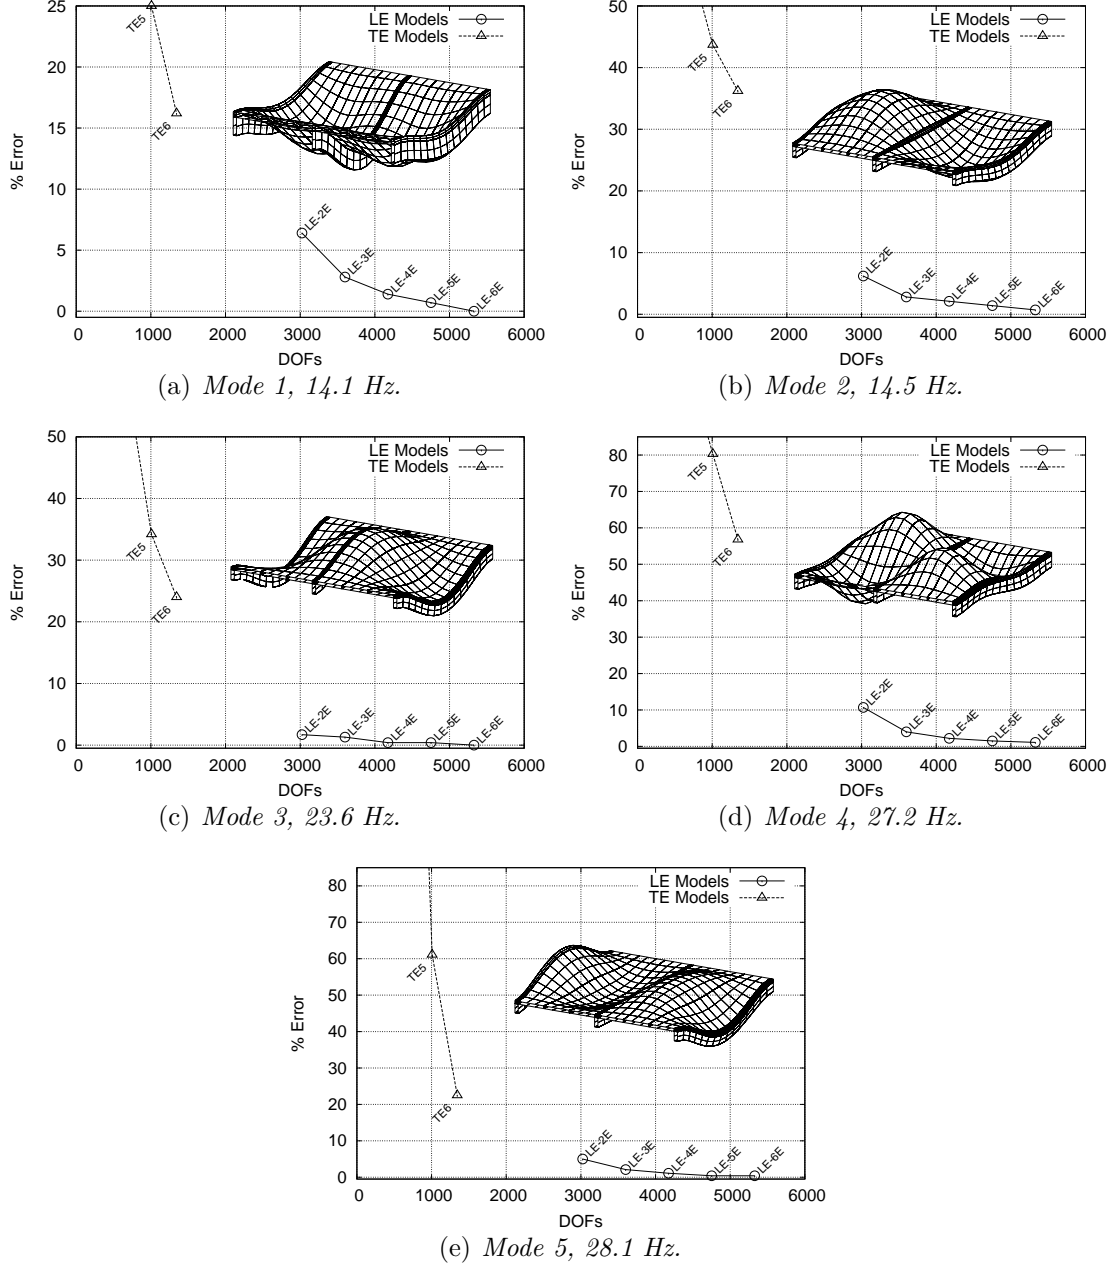 LE Models
TE Models
25
20
15
10
5
0
% Error
TE5
TE6
LE-2E
LE-3E
LE-4E
LE-5E
LE-6E
0 1000 2000 3000 4000 5000 6000
DOFs
(a) Mode 1, 14.1 Hz.
LE Models
TE Models
50
40
30
20
10
0
% Error
TE5
TE6
LE-2E
LE-3E
LE-4E
LE-5E
LE-6E
0 1000 2000 3000 4000 5000 6000
DOFs
(b) Mode 2, 14.5 Hz.
LE Models
TE Models
50
40
30
20
10
0
% Error
TE5
TE6
LE-2E
LE-3E
LE-4E
LE-5E
LE-6E
0 1000 2000 3000 4000 5000 6000
DOFs
(c) Mode 3, 23.6 Hz.
LE Models
TE Models
80
70
60
50
40
30
20
10
0
% Error
TE5
TE6
LE-2E
LE-3E
LE-4E
LE-5E
LE-6E
0 1000 2000 3000 4000 5000 6000
DOFs
(d) Mode 4, 27.2 Hz.
LE Models
TE Models
80
70
60
50
40
30
20
10
0
% Error
TE5
TE6
LE-2E
LE-3E
LE-4E
LE-5E
LE-6E
0 1000 2000 3000 4000 5000 6000
DOFs
(e) Mode 5, 28.1 Hz.